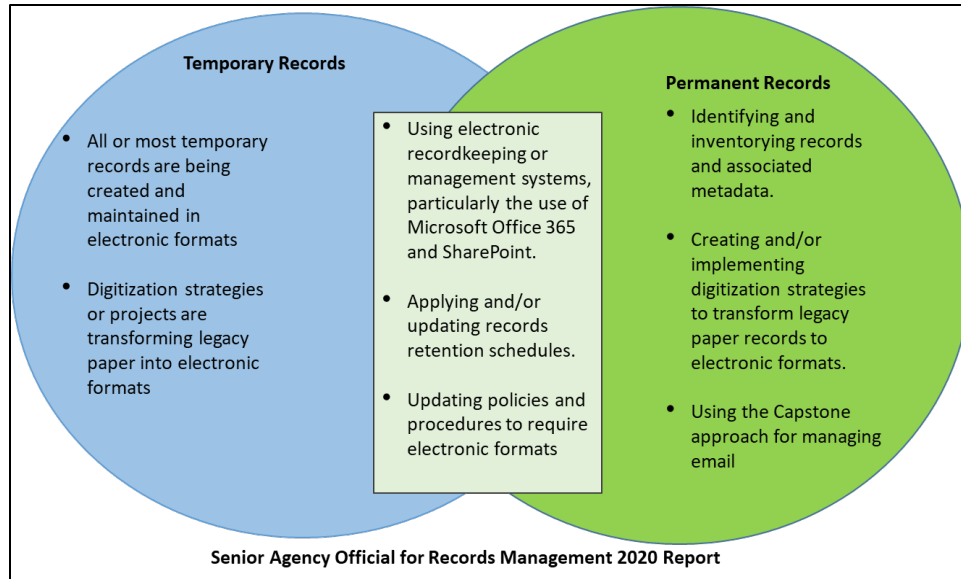 Temporary Records
• All or most temporary
records are being
created and
maintained in
electronic formats
• Digitization strategies
or projects are
transforming legacy
paper into electronic
formats
• Using electronic
recordkeeping or
management systems,
particularly the use of
Microsoft Office 365
and SharePoint.
• Applying and/or
updating records
retention schedules.
• Updating policies and
procedures to require
electronic formats
Permanent Records
• Identifying and
inventorying records
and associated
metadata.
• Creating and/or
implementing
digitization strategies
to transform legacy
paper records to
electronic formats.
• Using the Capstone
approach for managing
email
Senior Agency Official for Records Management 2020 Report